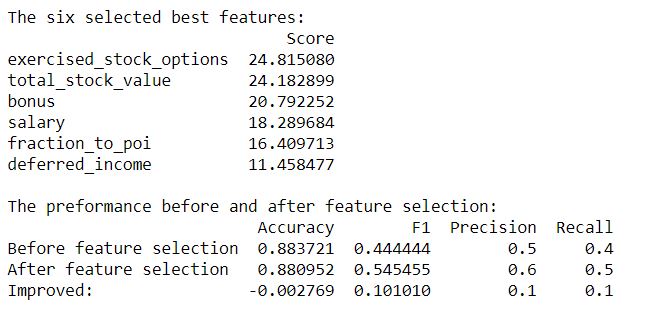 The six selected best features:
Score
exercised_stock_options 24.815080
total_stock_value 24.182899
bonus 20.792252
salary 18.289684
fraction_to_poi 16.409713
deferred_income 11.458477
The preformance before and after feature selection:
Accuracy F1 Precision Recall
Before feature selection 0.883721 0.444444 0.5 0.4
After feature selection 0.880952 0.545455 0.6 0.5
Improved: -0.002769 0.101010 0.1 0.1